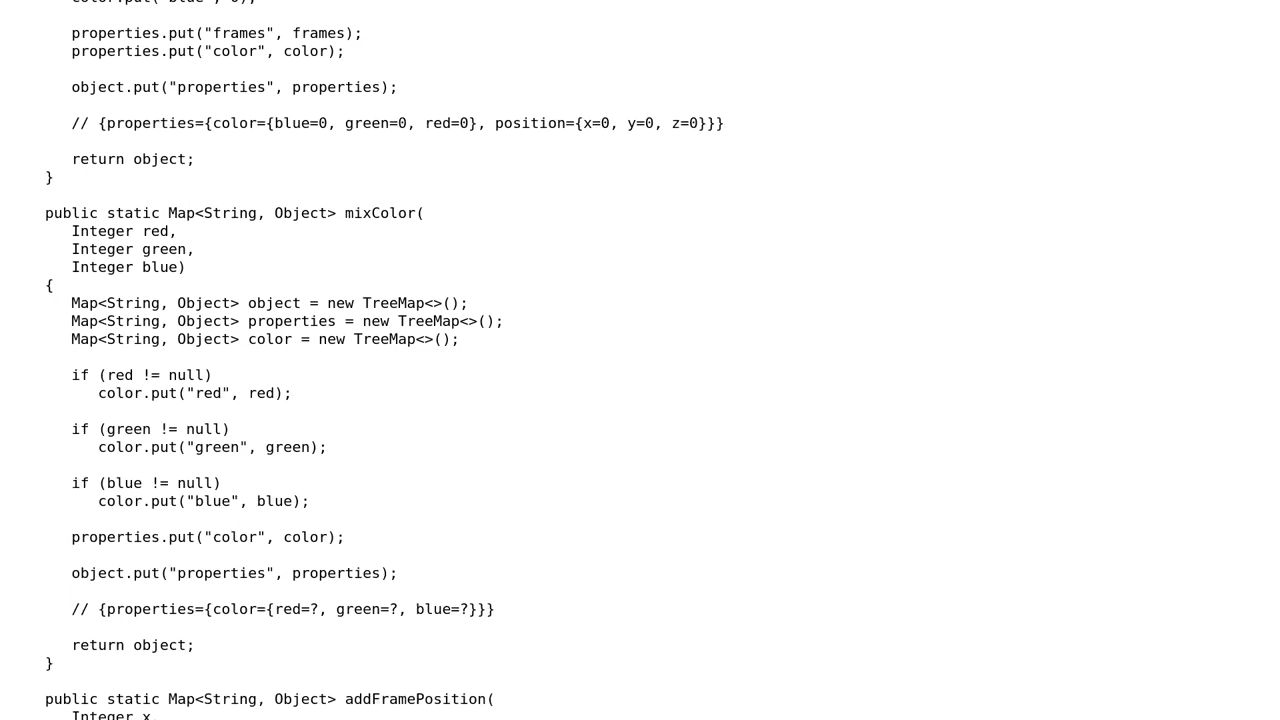 color.put("blue", 0);
properties.put("frames", frames);
properties.put("color", color);
object.put("properties", properties);
// {properties={color={blue=0, green=0, red=0}, position={x=0, y=0, z=0}}}
return object;
}
public static Map<String, Object> mixColor(
Integer red,
Integer green,
Integer blue)
{
Map<String, Object> object = new TreeMap<>();
Map<String, Object> properties = new TreeMap<>();
Map<String, Object> color = new TreeMap<>();
if (red != null)
color.put("red", red);
if (green != null)
color.put("green", green);
if (blue != null)
color.put("blue", blue);
properties.put("color", color);
object.put("properties", properties);
// {properties={color={red=?, green=?, blue=?}}}
return object;
}
public static Map<String, Object> addFramePosition(
Integer x,